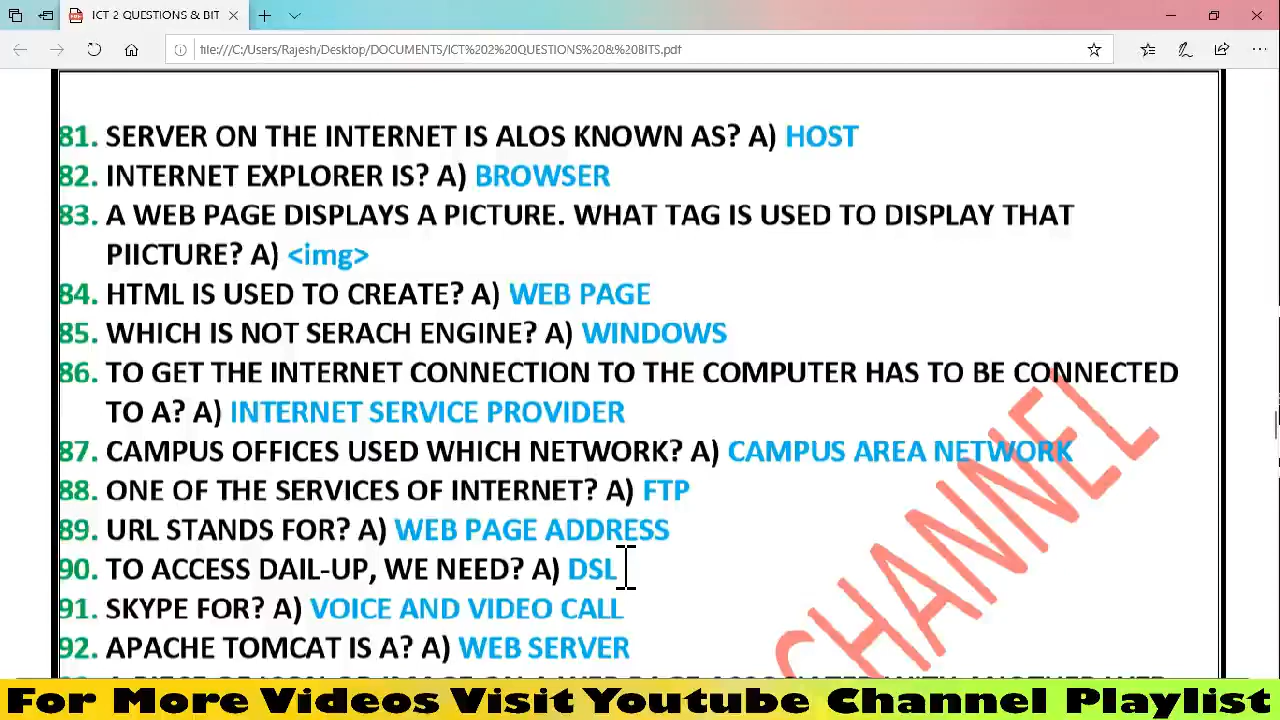 ICT 2 QUESTIONS & BIT
file:///C:/Users/Rajesh/Desktop/DOCUMENTS/ICT%202%20QUESTIONS%20&%20BITS.pdf
81. SERVER ON THE INTERNET IS ALOS KNOWN AS? A) HOST
82. INTERNET EXPLORER IS? A) BROWSER
83. A WEB PAGE DISPLAYS A PICTURE. WHAT TAG IS USED TO DISPLAY THAT
PIICTURE? A) <img>
84. HTML IS USED TO CREATE? A) WEB PAGE
85. WHICH IS NOT SERACH ENGINE? A) WINDOWS
86. TO GET THE INTERNET CONNECTION TO THE COMPUTER HAS TO BE CONNECTED
TO A? A) INTERNET SERVICE PROVIDER
87. CAMPUS OFFICES USED WHICH NETWORK? A) CAMPUS AREA NETWORK
88. ONE OF THE SERVICES OF INTERNET? A) FTP
89. URL STANDS FOR? A) WEB PAGE ADDRESS
90. TO ACCESS DAIL-UP, WE NEED? A) DSL
91. SKYPE FOR? A) VOICE AND VIDEO CALL
92. APACHE TOMCAT IS A? A) WEB SERVER
CHANNEL
For More Videos Visit Youtube Channel Playlist